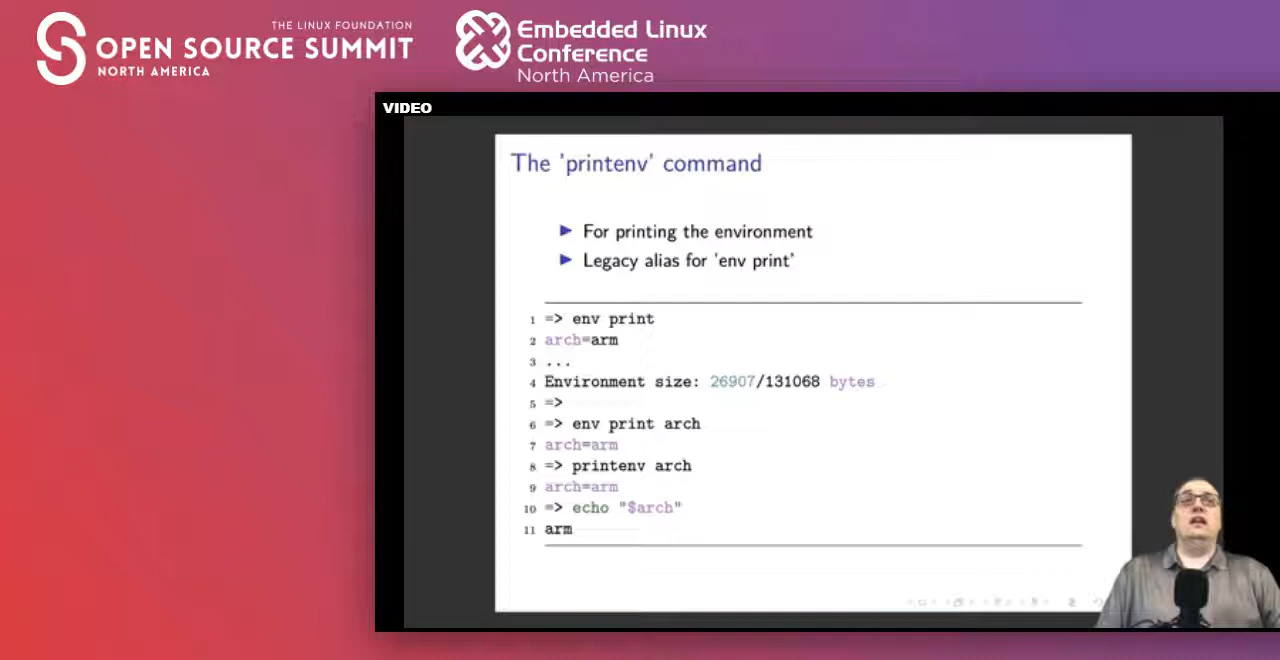 THE LINUX FOUNDATION
OPEN SOURCE SUMMIT
NORTH AMERICA
Embedded Linux
Conference
North America
VIDEO
The 'printenv' command
► For printing the environment
► Legacy alias for 'env print'
1 => env print
2 arch=arm
3 ...
4 Environment size: 26907/131068 bytes
5 =>
6 => env print arch
7 arch=arm
8 => printenv arch
9 arch=arm
10 => echo "$arch"
11 arm